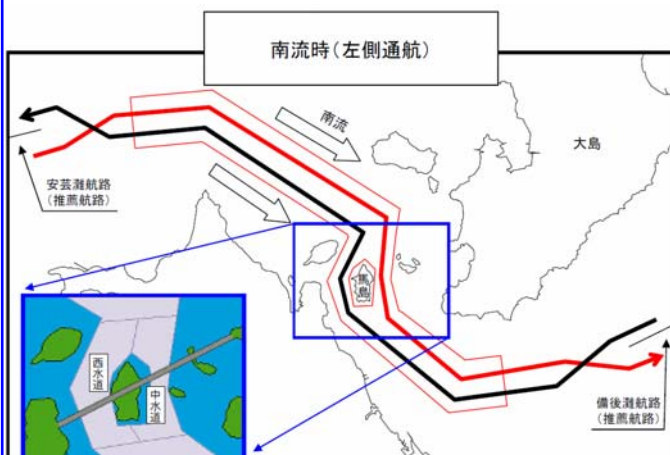 南流時(左側通航)
南流
大島
安芸灘航路
(推薦航路)
馬島
西水道
中水道
備後灘航路
(推薦航路)